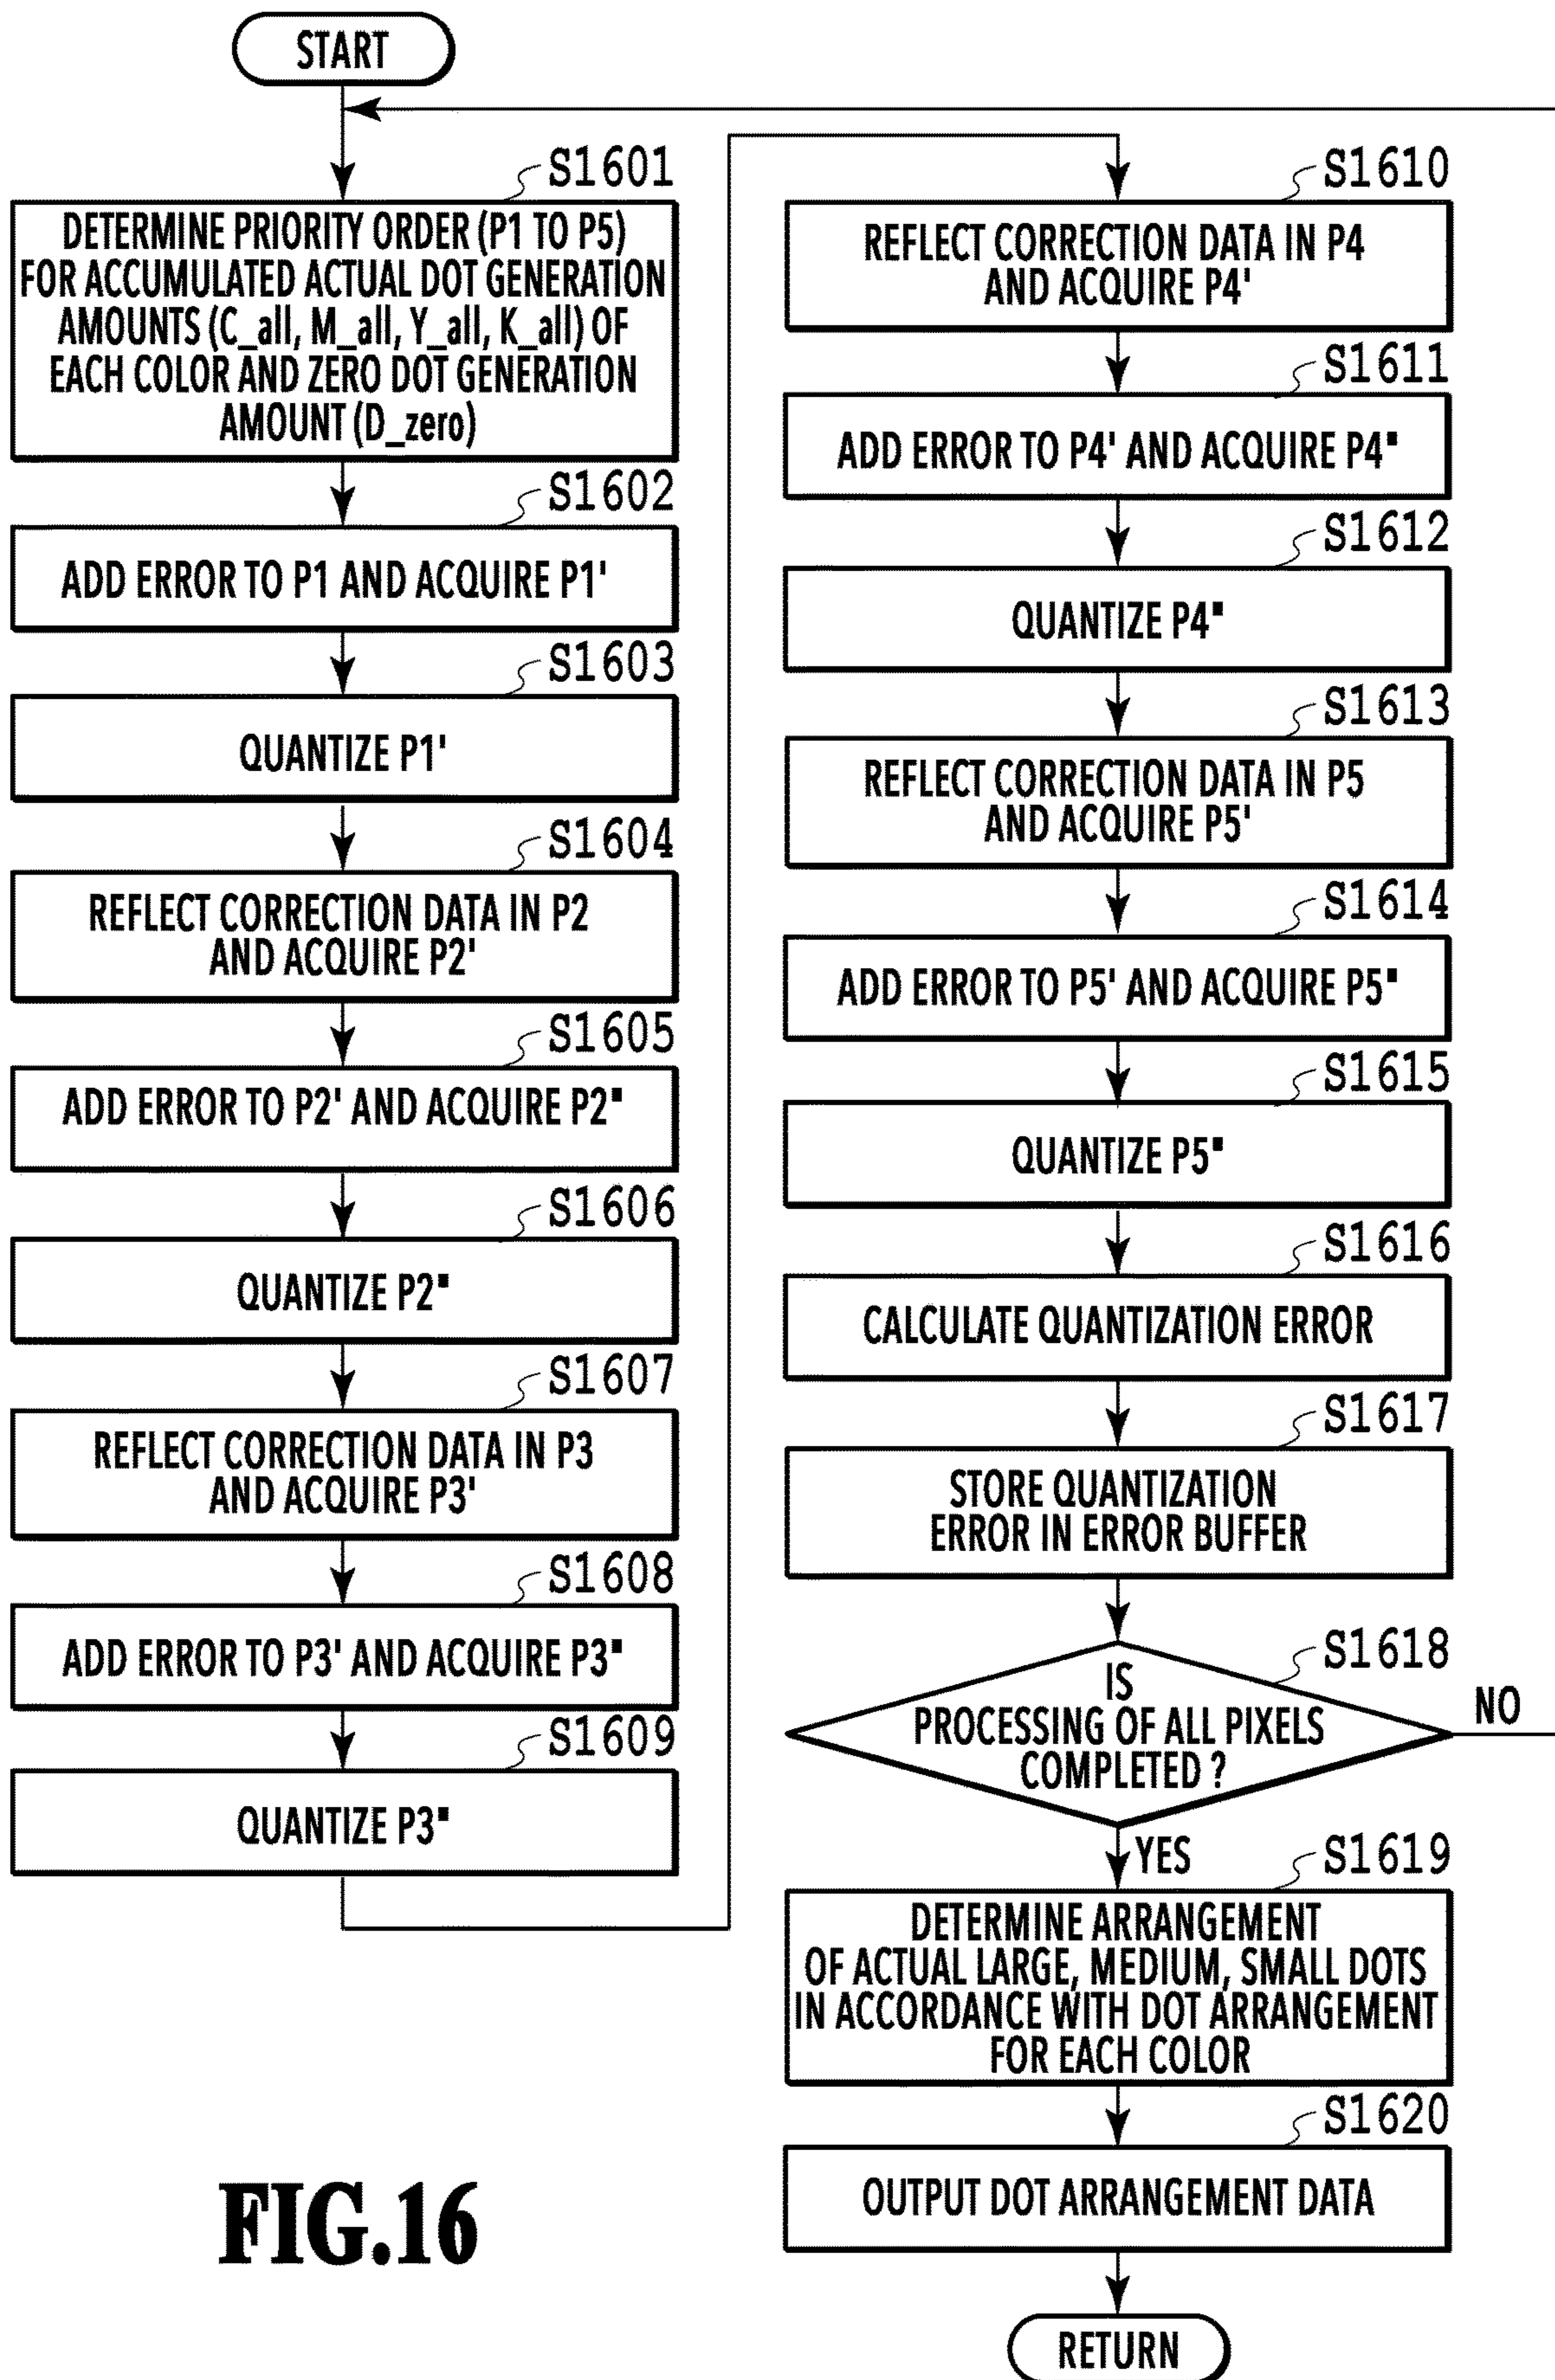 START
S1601
DETERMINE PRIORITY ORDER (P1 TO P5)
FOR ACCUMULATED ACTUAL DOT GENERATION
AMOUNTS (C_all, M_all, Y_all, K_all) OF
EACH COLOR AND ZERO DOT GENERATION
AMOUNT (D_zero)
S1602
ADD ERROR TO P1 AND ACQUIRE P1'
S1603
QUANTIZE P1'
S1604
REFLECT CORRECTION DATA IN P2
AND ACQUIRE P2'
S1605
ADD ERROR TO P2' AND ACQUIRE P2"
S1606
QUANTIZE P2"
S1607
REFLECT CORRECTION DATA IN P3
AND ACQUIRE P3'
S1608
ADD ERROR TO P3' AND ACQUIRE P3"
S1609
QUANTIZE P3"
S1610
REFLECT CORRECTION DATA IN P4
AND ACQUIRE P4'
S1611
ADD ERROR TO P4' AND ACQUIRE P4"
S1612
QUANTIZE P4"
S1613
REFLECT CORRECTION DATA IN P5
AND ACQUIRE P5'
S1614
ADD ERROR TO P5' AND ACQUIRE P5"
S1615
QUANTIZE P5"
S1616
CALCULATE QUANTIZATION ERROR
S1617
STORE QUANTIZATION
ERROR IN ERROR BUFFER
S1618
IS
PROCESSING OF ALL PIXELS
COMPLETED ?
NO
YES
S1619
DETERMINE ARRANGEMENT
OF ACTUAL LARGE, MEDIUM, SMALL DOTS
IN ACCORDANCE WITH DOT ARRANGEMENT
FOR EACH COLOR
S1620
OUTPUT DOT ARRANGEMENT DATA
RETURN
FIG.16